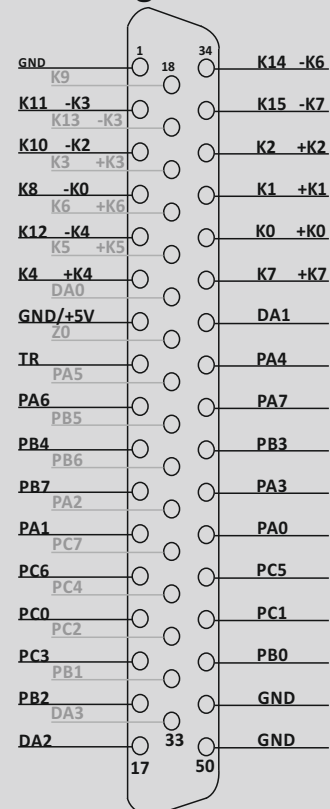 1 34
GND 18 K14 -K6
K9
K11 -K3 K15 -K7
K13 -K3
K10 -K2 K2 +K2
K3 +K3
K8 -K0 K1 +K1
K6 +K6
K12 -K4 K0 +K0
K5 +K5
K4 +K4 K7 +K7
DA0
GND/+5V DA1
Z0
TR PA4
PA5
PA6 PA7
PB5
PB4 PB3
PB6
PB7 PA3
PA2
PA1 PA0
PC7
PC6 PC5
PC4
PC0 PC1
PC2
PC3 PB0
PB1
PB2 GND
DA3
DA2 33 GND
17 50